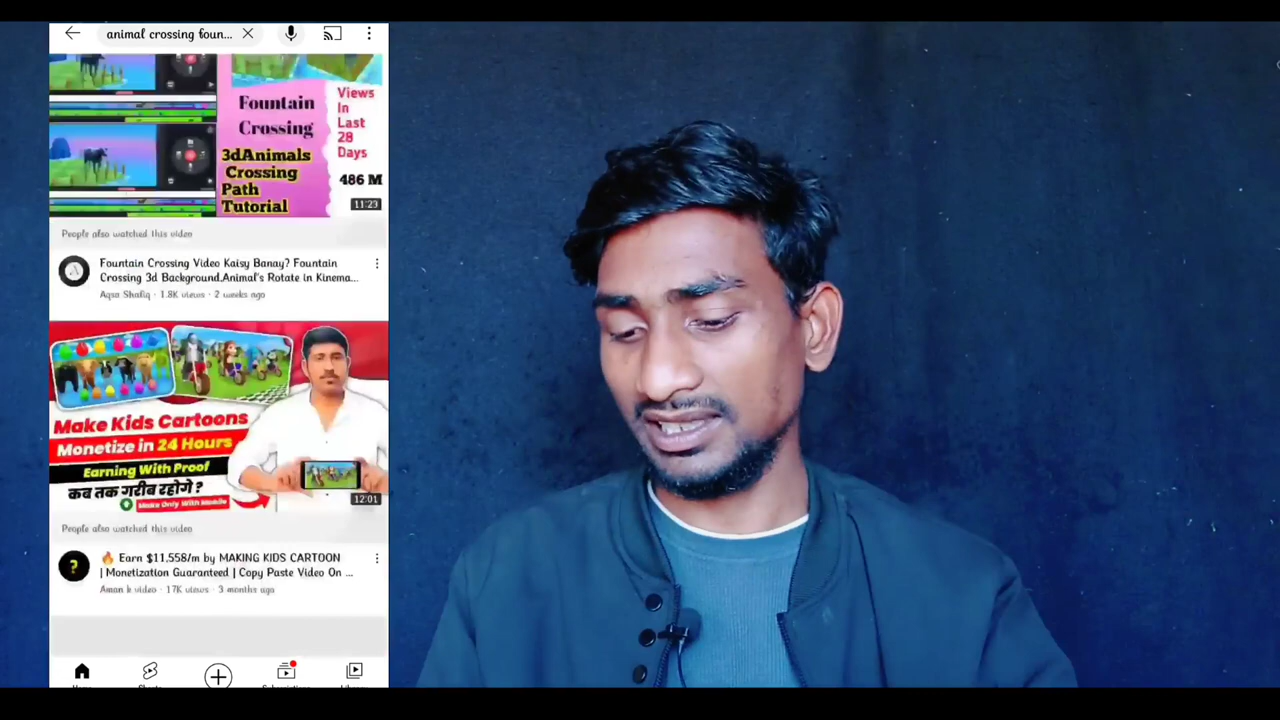 animal crossing foun...
Fountain
Crossing
3dAnimals
Crossing
Path
Tutorial
Views
In
Last
28
Days
486 M
11:23
People also watched this video
Fountain Crossing Video Kaisy Banay? Fountain
Crossing 3d Background,Animal's Rotate in Kinema...
Aqsa Shafiq · 1.8K views · 2 weeks ago
Make Kids Cartoons
Monetize in 24 Hours
Earning With Proof
कब तक गरीब रहोगे ?
Make Only With Mobile
12:01
People also watched this video
🔥 Earn $11,558/m by MAKING KIDS CARTOON
| Monetization Guaranteed | Copy Paste Video On ...
Aman k video · 17K views · 3 months ago